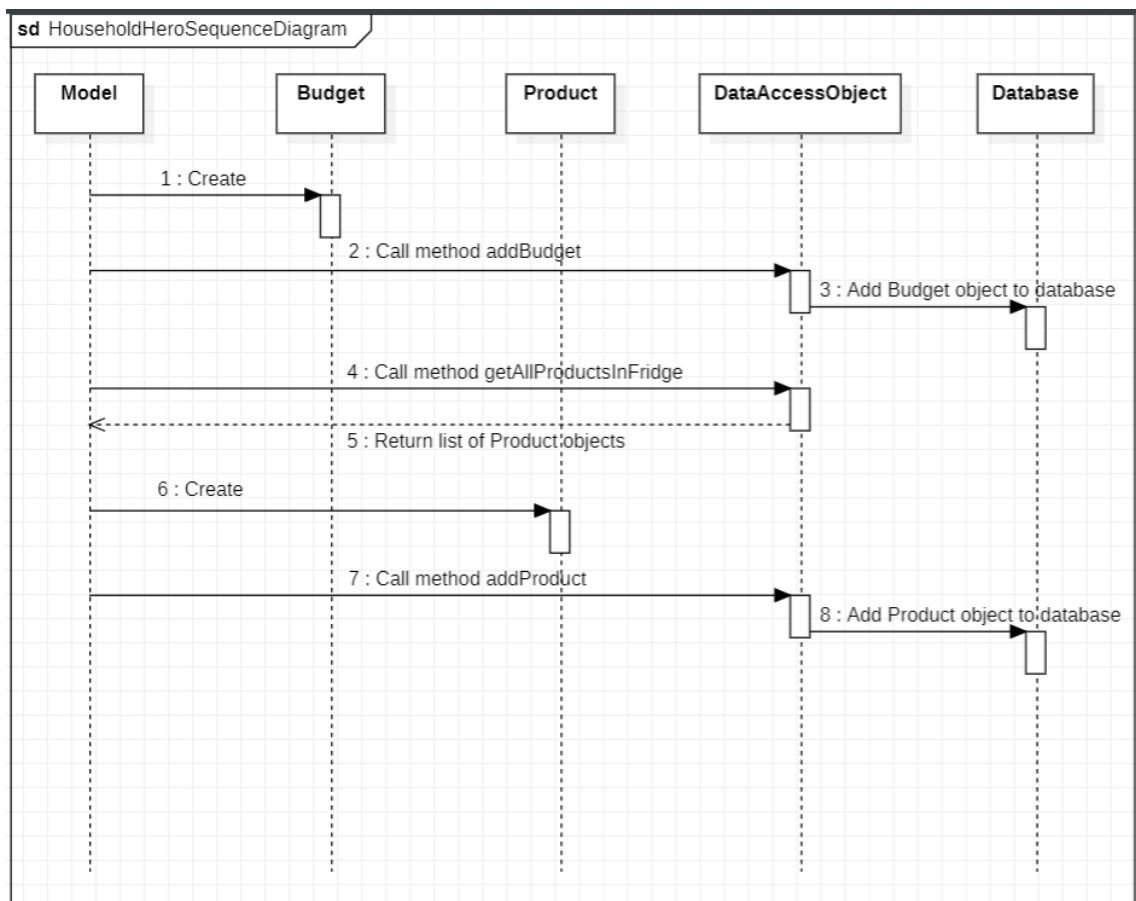 sd HouseholdHeroSequenceDiagram
Model
Budget
Product
DataAccessObject
Database
1 : Create
2 : Call method addBudget
3 : Add Budget object to database
4 : Call method getAllProductsInFridge
5 : Return list of Product objects
6 : Create
7 : Call method addProduct
8 : Add Product object to database